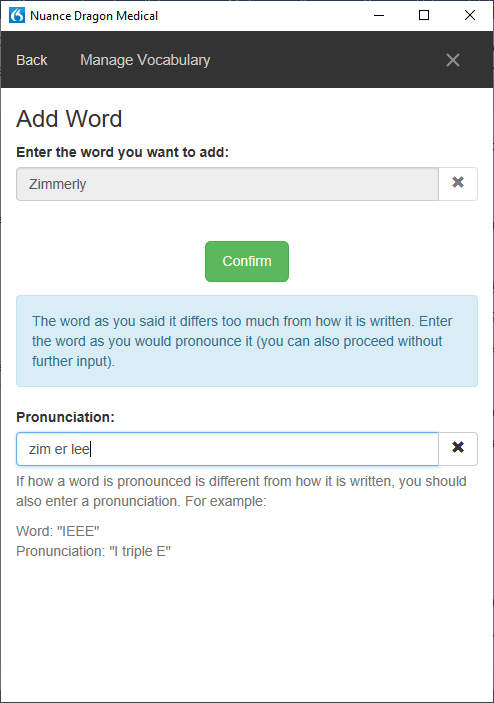 Nuance Dragon Medical
Back Manage Vocabulary
Add Word
Enter the word you want to add:
Zimmerly
Confirm
The word as you said it differs too much from how it is written. Enter
the word as you would pronounce it (you can also proceed without
further input).
Pronunciation:
zim er lee
If how a word is pronounced is different from how it is written, you should
also enter a pronunciation. For example:
Word: "IEEE"
Pronunciation: "I triple E"